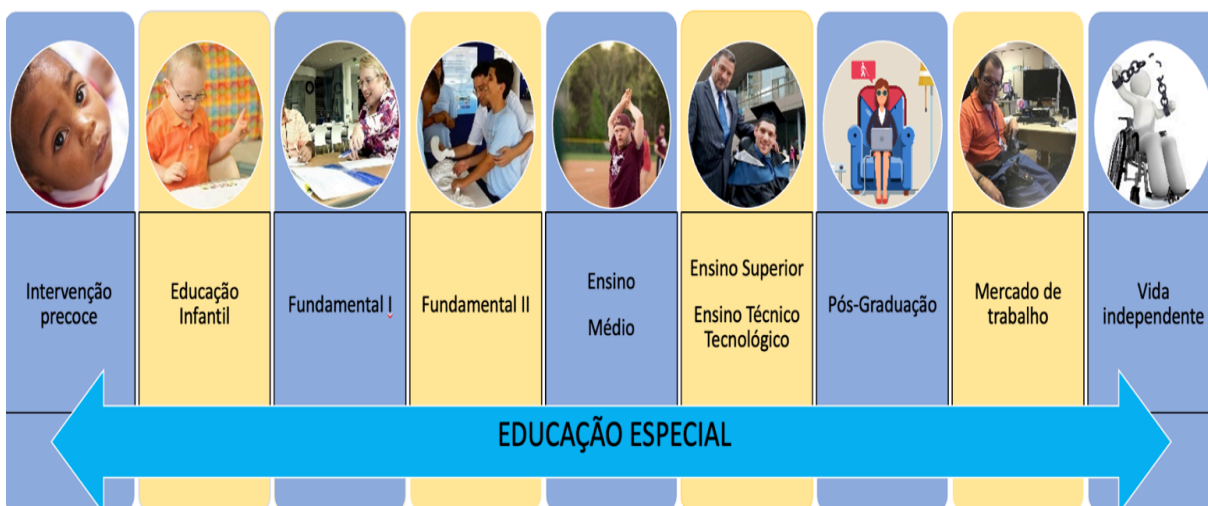 Intervenção
precoce
Educação
Infantil
Fundamental I
Fundamental II
Ensino
Médio
Ensino Superior
Ensino Técnico
Tecnológico
Pós-Graduação
Mercado de
trabalho
Vida
independente
EDUCAÇÃO ESPECIAL